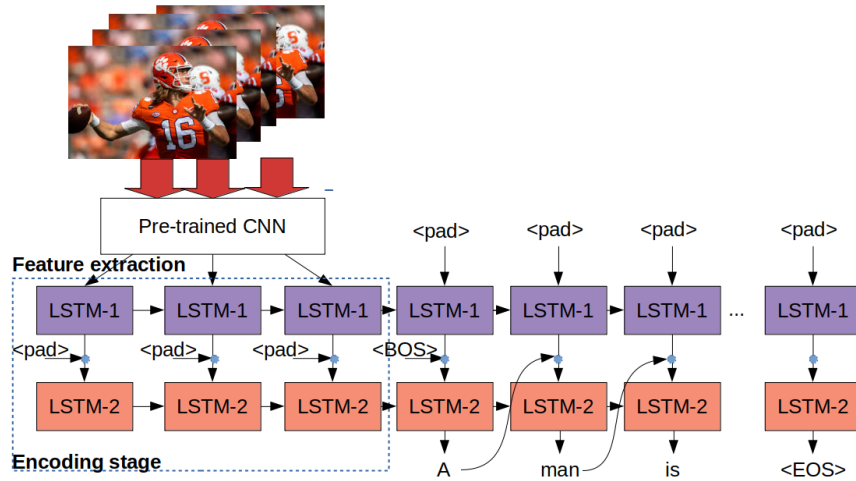 16
Pre-trained CNN
<pad> <pad> <pad> <pad>
Feature extraction
LSTM-1 LSTM-1 LSTM-1 LSTM-1 LSTM-1 LSTM-1 ... LSTM-1
<pad> <pad> <pad> <BOS>
LSTM-2 LSTM-2 LSTM-2 LSTM-2 LSTM-2 LSTM-2 LSTM-2
Encoding stage
A man is <EOS>